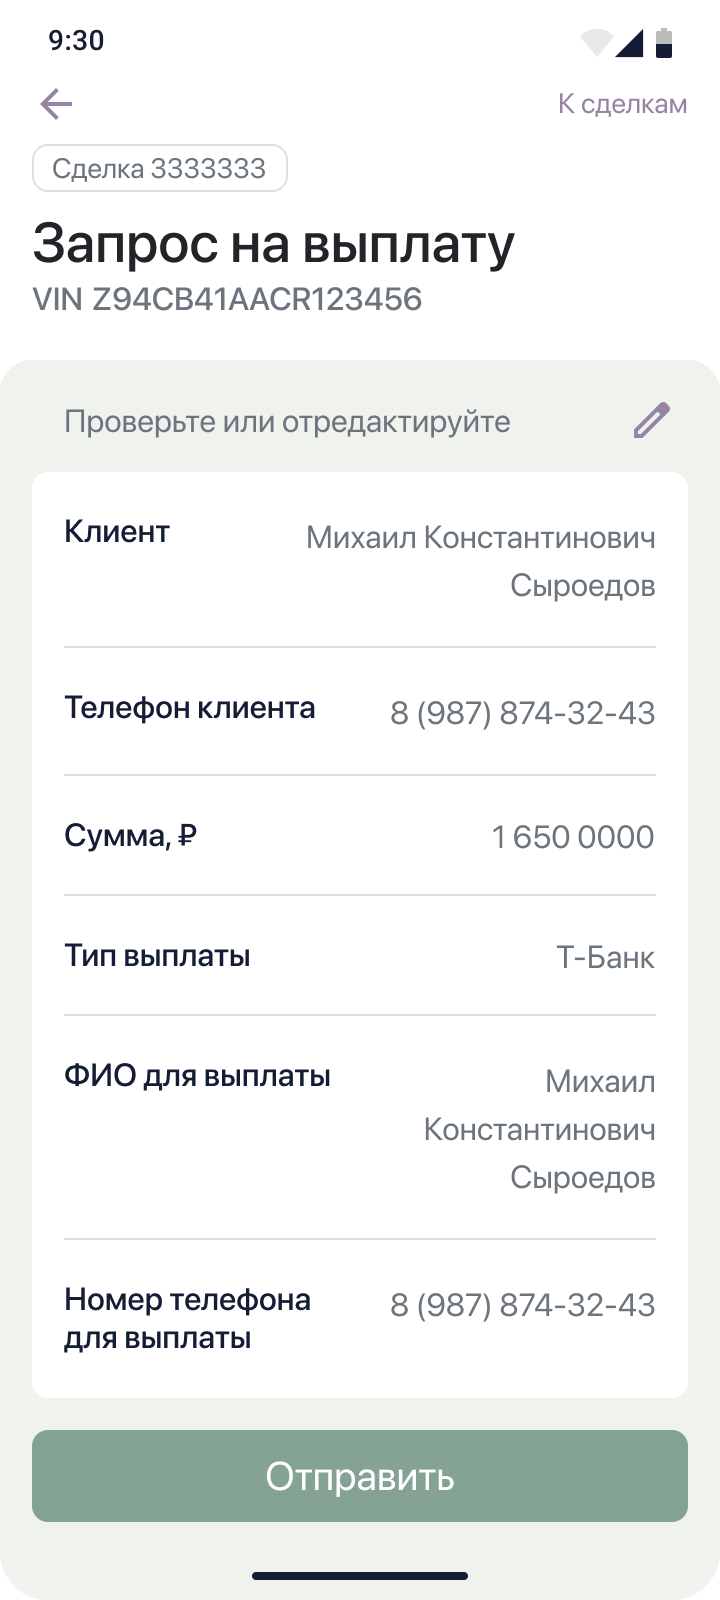 9:30
К сделкам
Сделка 3333333
Запрос на выплату
VIN Z94CB41AACR123456
Проверьте или отредактируйте
Клиент
Михаил Константинович
Сыроедов
Телефон клиента
8 (987) 874-32-43
Сумма, ₽
1 650 0000
Тип выплаты
Т-Банк
ФИО для выплаты
Михаил
Константинович
Сыроедов
Номер телефона
для выплаты
8 (987) 874-32-43
Отправить